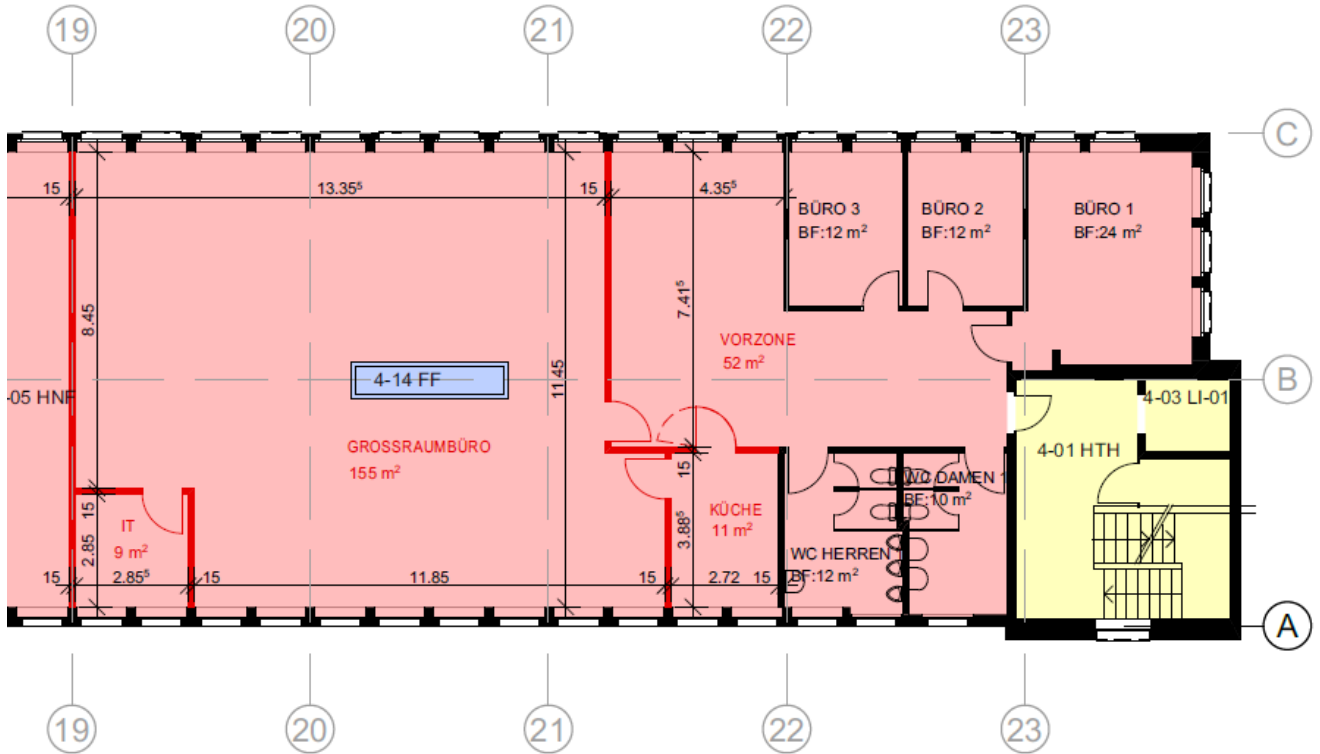 19
20
21
22
23
C
15
13.35⁵
15
4.35⁵
BÜRO 3
BF:12 m²
BÜRO 2
BF:12 m²
BÜRO 1
BF:24 m²
8.45
11.45
7.41⁵
VORZONE
52 m²
4-14 FF
B
-05 HNF
4-03 LI-01
GROSSRAUMBÜRO
155 m²
4-01 HTH
15
IT
9 m²
2.85
15
KÜCHE
11 m²
3.88⁵
WC DAMEN 1
BF:10 m²
WC HERREN
BF:12 m²
15
2.85⁵
15
11.85
15
2.72
15
A
19
20
21
22
23